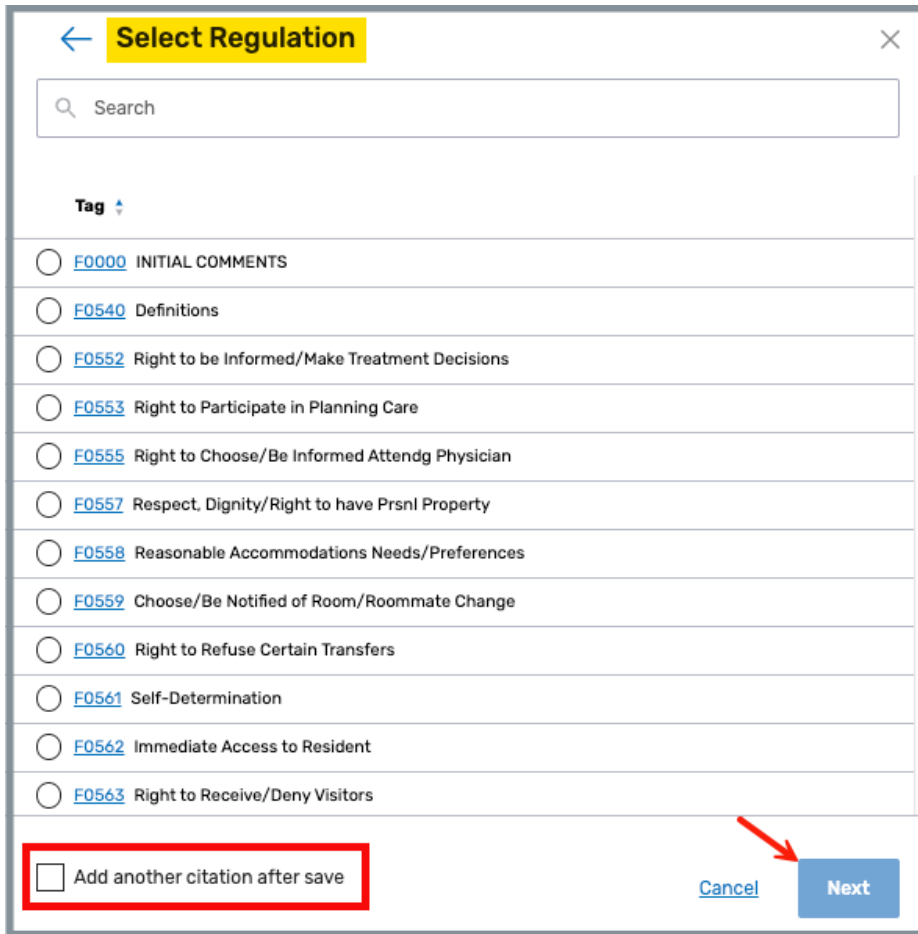 Select Regulation
Search
Tag
F0000 INITIAL COMMENTS
F0540 Definitions
F0552 Right to be Informed/Make Treatment Decisions
F0553 Right to Participate in Planning Care
F0555 Right to Choose/Be Informed Attendg Physician
F0557 Respect, Dignity/Right to have Prsnl Property
F0558 Reasonable Accommodations Needs/Preferences
F0559 Choose/Be Notified of Room/Roommate Change
F0560 Right to Refuse Certain Transfers
F0561 Self-Determination
F0562 Immediate Access to Resident
F0563 Right to Receive/Deny Visitors
Add another citation after save
Cancel
Next